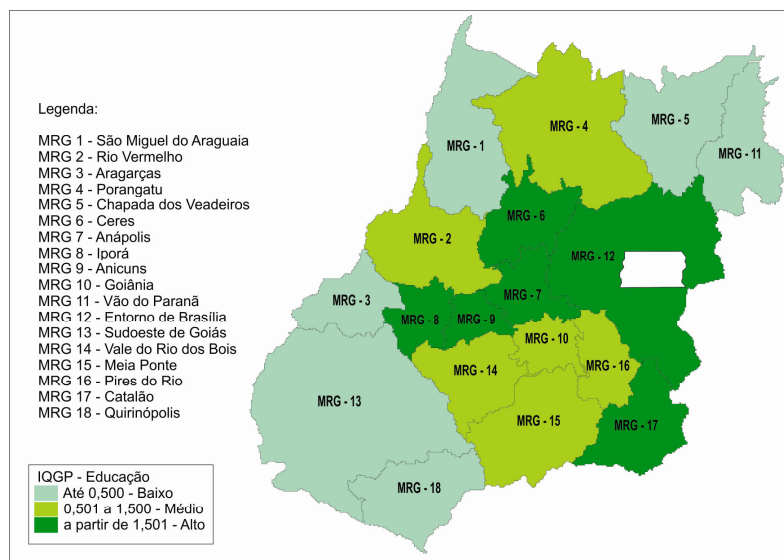 Legenda:
MRG 1 - São Miguel do Araguaia
MRG 2 - Rio Vermelho
MRG 3 - Aragarças
MRG 4 - Porangatu
MRG 5 - Chapada dos Veadeiros
MRG 6 - Ceres
MRG 7 - Anápolis
MRG 8 - Iporá
MRG 9 - Anicuns
MRG 10 - Goiânia
MRG 11 - Vão do Paranã
MRG 12 - Entorno de Brasília
MRG 13 - Sudoeste de Goiás
MRG 14 - Vale do Rio dos Bois
MRG 15 - Meia Ponte
MRG 16 - Pires do Rio
MRG 17 - Catalão
MRG 18 - Quirinópolis
IQGP - Educação
Até 0,500 - Baixo
0,501 a 1,500 - Médio
a partir de 1,501 - Alto
MRG - 4
MRG - 5
MRG - 1
MRG - 11
MRG - 6
MRG - 2
MRG - 12
MRG - 7
MRG - 3
MRG - 8
MRG - 9
MRG - 10
MRG - 16
MRG - 14
MRG - 13
MRG - 15
MRG - 17
MRG - 18